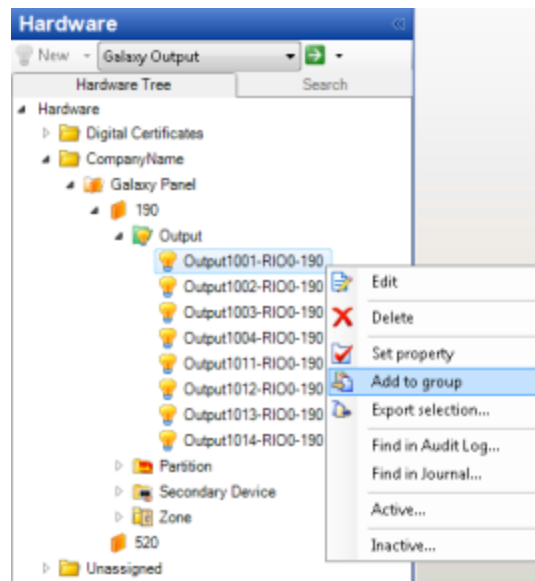 Hardware
New Galaxy Output
Hardware Tree Search
Hardware
Digital Certificates
CompanyName
Galaxy Panel
190
Output
Output1001-RIO0-190
Output1002-RIO0-190
Output1003-RIO0-190
Output1004-RIO0-190
Output1011-RIO0-190
Output1012-RIO0-190
Output1013-RIO0-190
Output1014-RIO0-190
Partition
Secondary Device
Zone
520
Unassigned
Edit
Delete
Set property
Add to group
Export selection...
Find in Audit Log...
Find in Journal...
Active...
Inactive...